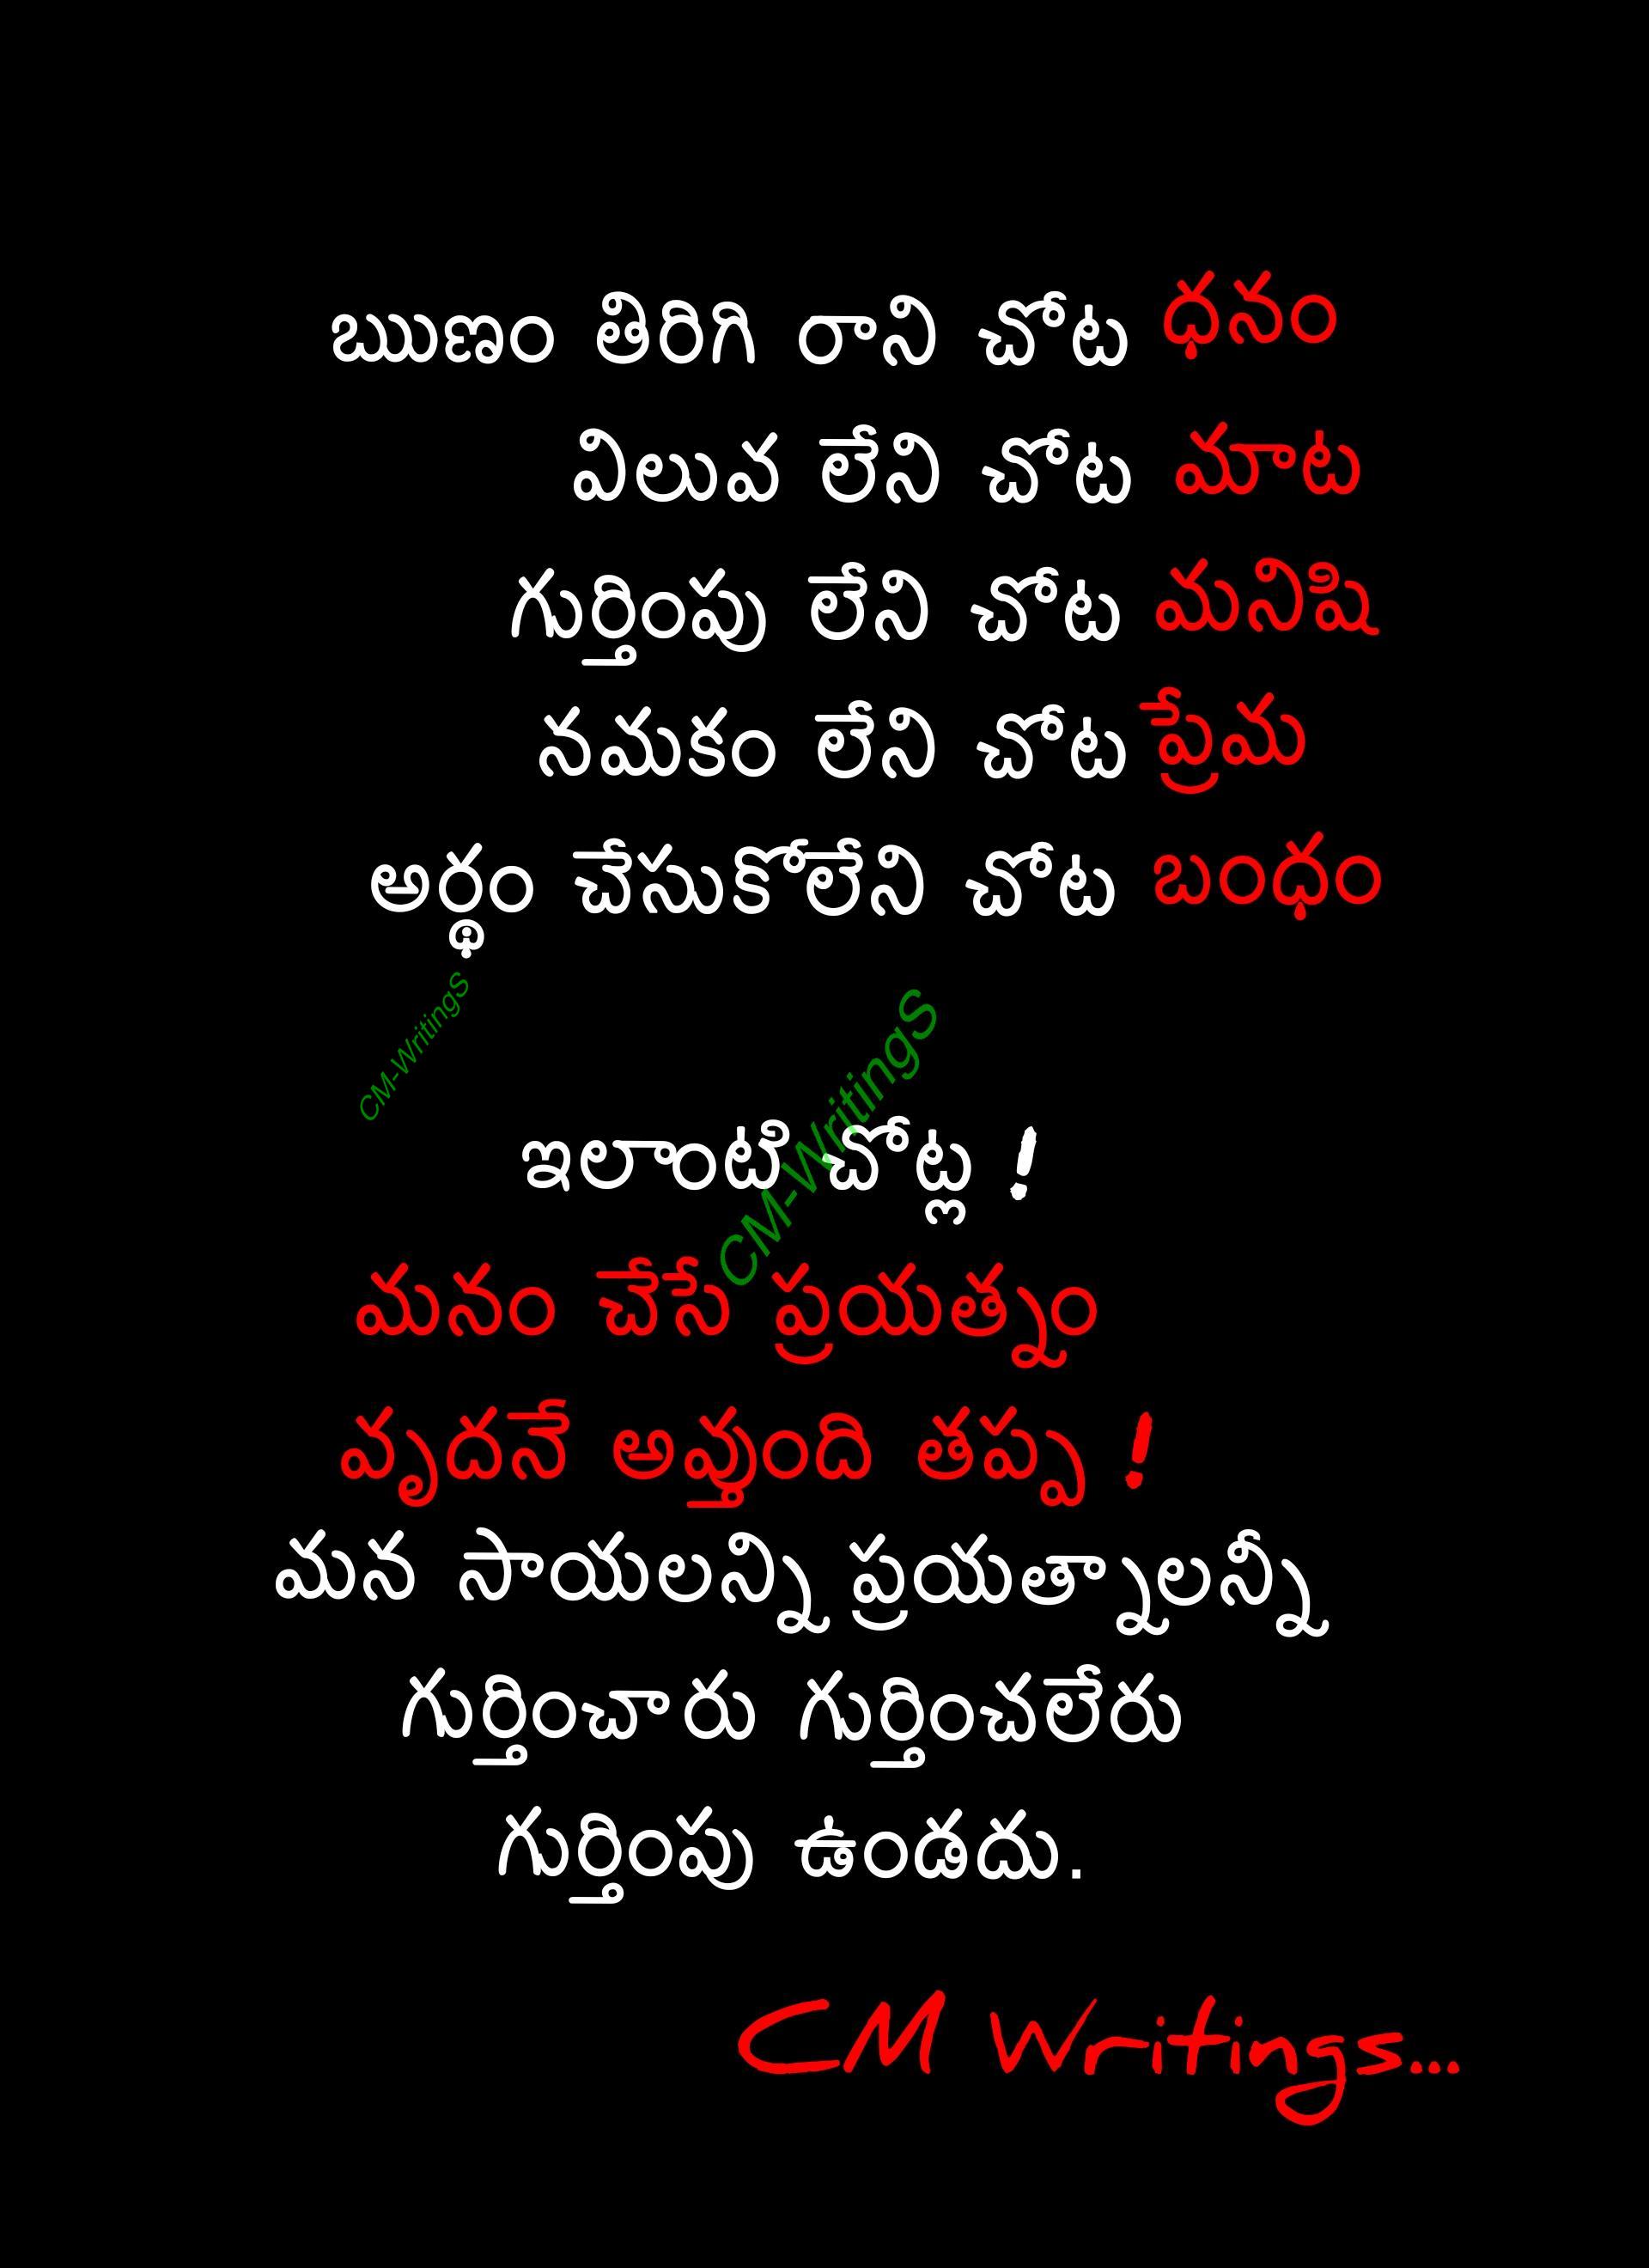 ఋణం తిరిగి రాని చోట ధనం
విలువ లేని చోట మాట
గుర్తింపు లేని చోట మనిషి
నమకం లేని చోట ప్రేమ
అర్థం చేసుకోలేని చోట బంధం
CM-WritingS
CM-WritingS
ఇలాంటి చోట్ల !
మనం చేసే ప్రయత్నం
వృదనే అవ్తుంది తప్ప !
మన సాయలన్ని ప్రయత్నాలన్నీ
గుర్తించారు గుర్తించలేరు
గుర్తింపు ఉండదు.
CM Writings...